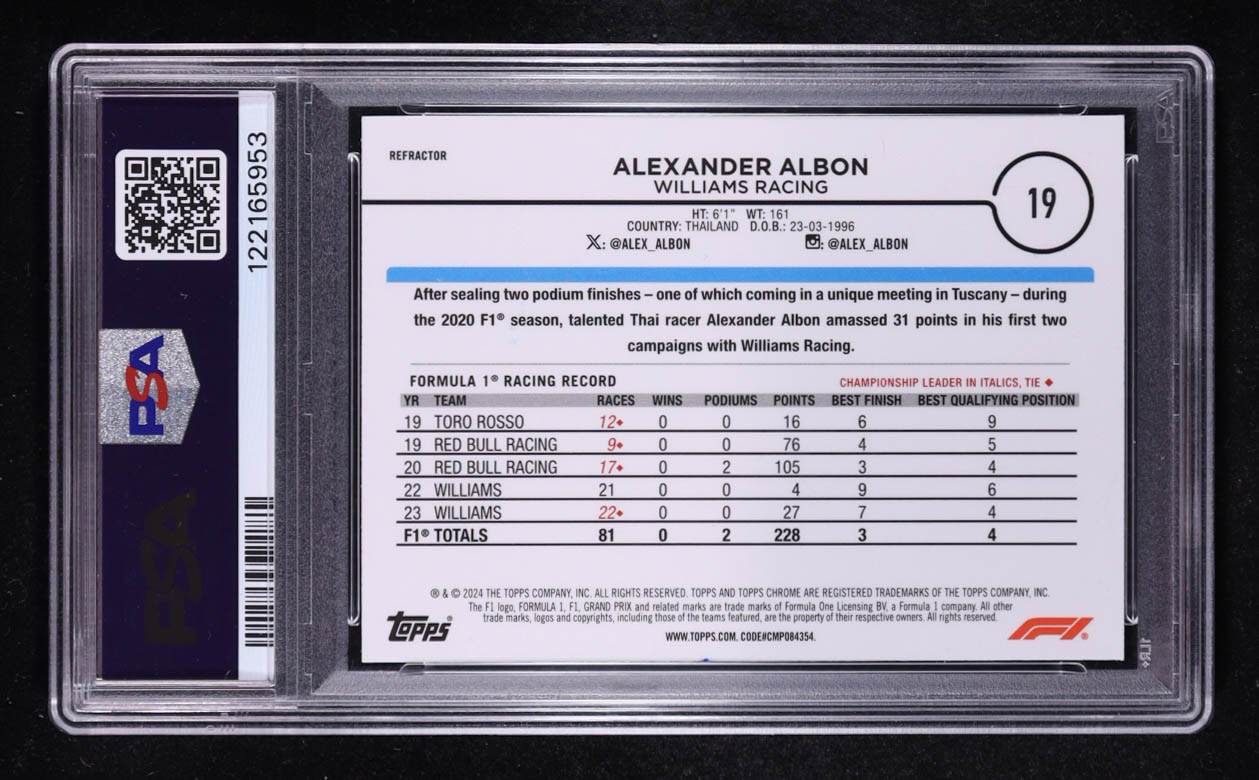 REFRACTOR
ALEXANDER ALBON
WILLIAMS RACING
19
HT: 6'1" WT: 161
COUNTRY: THAILAND D.O.B.: 23-03-1996
X: @ALEX_ALBON : @ALEX_ALBON
After sealing two podium finishes – one of which coming in a unique meeting in Tuscany – during
the 2020 F1® season, talented Thai racer Alexander Albon amassed 31 points in his first two
campaigns with Williams Racing.
FORMULA 1® RACING RECORD CHAMPIONSHIP LEADER IN ITALICS, TIE ◆
YR TEAM RACES WINS PODIUMS POINTS BEST FINISH BEST QUALIFYING POSITION
19 TORO ROSSO 12◆ 0 0 16 6 9
19 RED BULL RACING 9◆ 0 0 76 4 5
20 RED BULL RACING 17◆ 0 2 105 3 4
22 WILLIAMS 21 0 0 4 9 6
23 WILLIAMS 22◆ 0 0 27 7 4
F1® TOTALS 81 0 2 228 3 4
® & © 2024 THE TOPPS COMPANY, INC. ALL RIGHTS RESERVED. TOPPS AND TOPPS CHROME ARE REGISTERED TRADEMARKS OF THE TOPPS COMPANY, INC.
The F1 logo, FORMULA 1, F1, GRAND PRIX and related marks are trade marks of Formula One Licensing BV, a Formula 1 company. All other
trade marks, logos and copyrights, including those of the teams featured, are the property of their respective owners. All rights reserved.
WWW.TOPPS.COM. CODE#CMP084354.
Topps®
F1®
122165953
PSA
PSA
PSA
1LR+